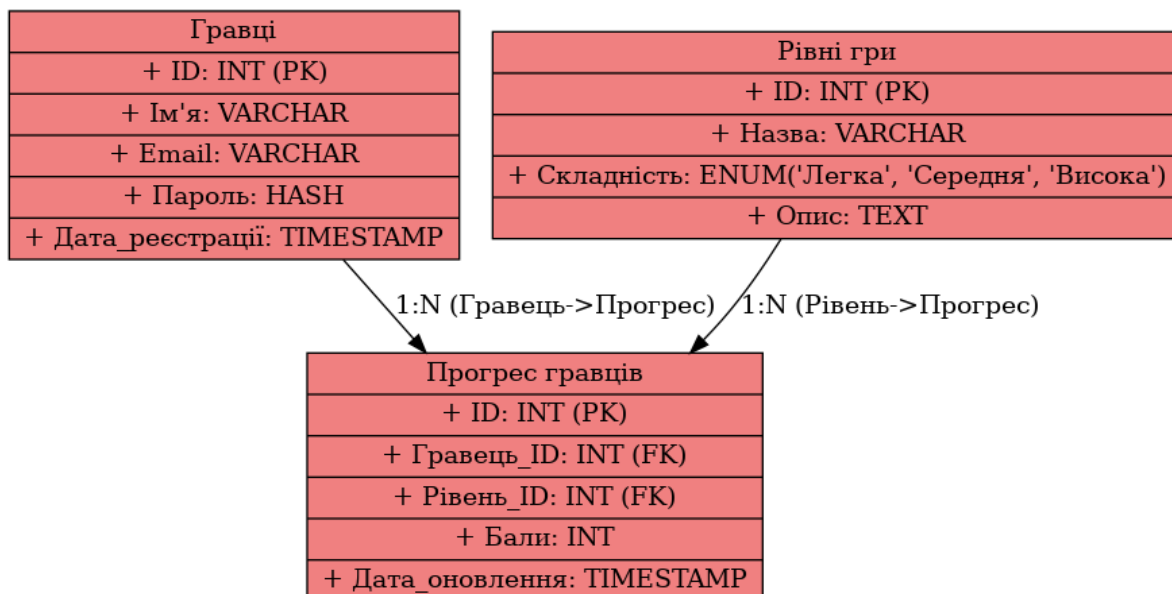 Гравці
+ ID: INT (PK)
+ Ім'я: VARCHAR
+ Email: VARCHAR
+ Пароль: HASH
+ Дата_реєстрації: TIMESTAMP
Рівні гри
+ ID: INT (PK)
+ Назва: VARCHAR
+ Складність: ENUM('Легка', 'Середня', 'Висока')
+ Опис: TEXT
1:N (Гравець->Прогрес)
1:N (Рівень->Прогрес)
Прогрес гравців
+ ID: INT (PK)
+ Гравець_ID: INT (FK)
+ Рівень_ID: INT (FK)
+ Бали: INT
+ Дата_оновлення: TIMESTAMP